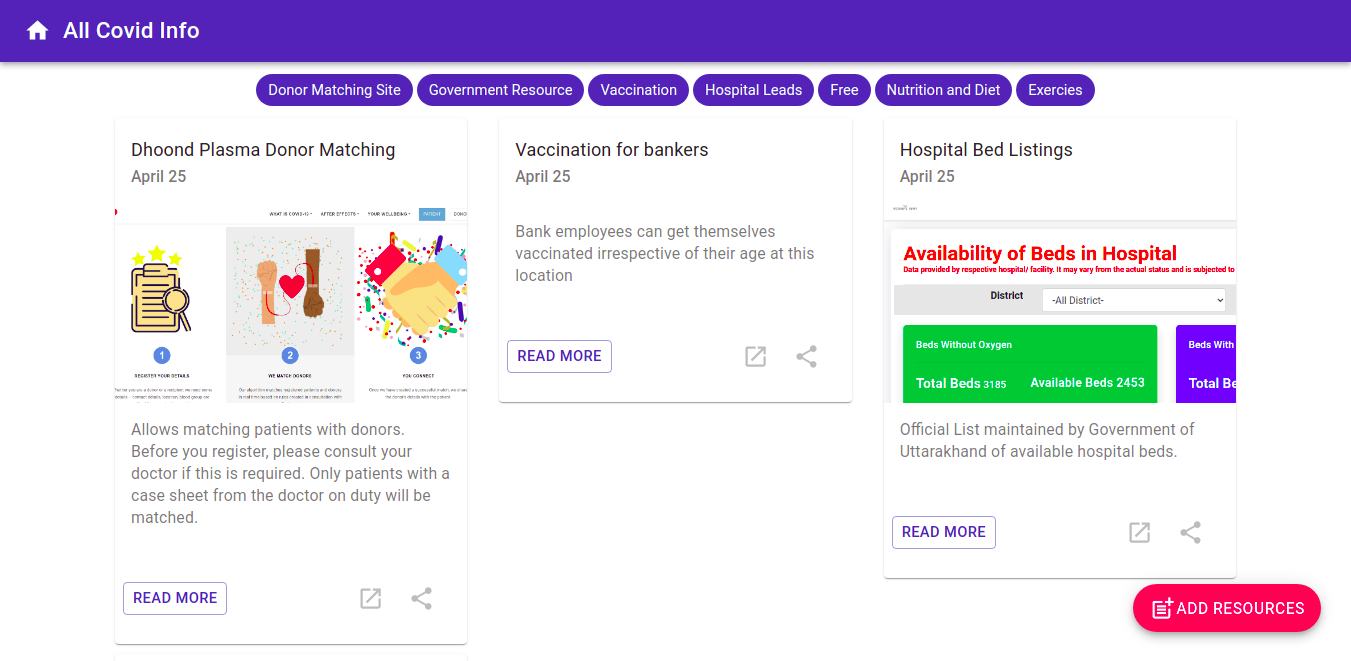 All Covid Info
Donor Matching Site
Government Resource
Vaccination
Hospital Leads
Free
Nutrition and Diet
Exercies
Dhoond Plasma Donor Matching
April 25
WHAT IS COVID-19
AFTER EFFECTS
YOUR WELLBEING
PATIENT
1
2
3
REGISTER YOUR DETAILS
WE MATCH DONORS
YOU CONNECT
Allows matching patients with donors.
Before you register, please consult your
doctor if this is required. Only patients with a
case sheet from the doctor on duty will be
matched.
READ MORE
Vaccination for bankers
April 25
Bank employees can get themselves
vaccinated irrespective of their age at this
location
READ MORE
Hospital Bed Listings
April 25
Availability of Beds in Hospital
Data provided by respective hospital/ facility. It may vary from the actual status and is subjected to
District
-All District-
Beds Without Oxygen
Total Beds 3185
Available Beds 2453
Beds With
Total Be
Official List maintained by Government of
Uttarakhand of available hospital beds.
READ MORE
ADD RESOURCES